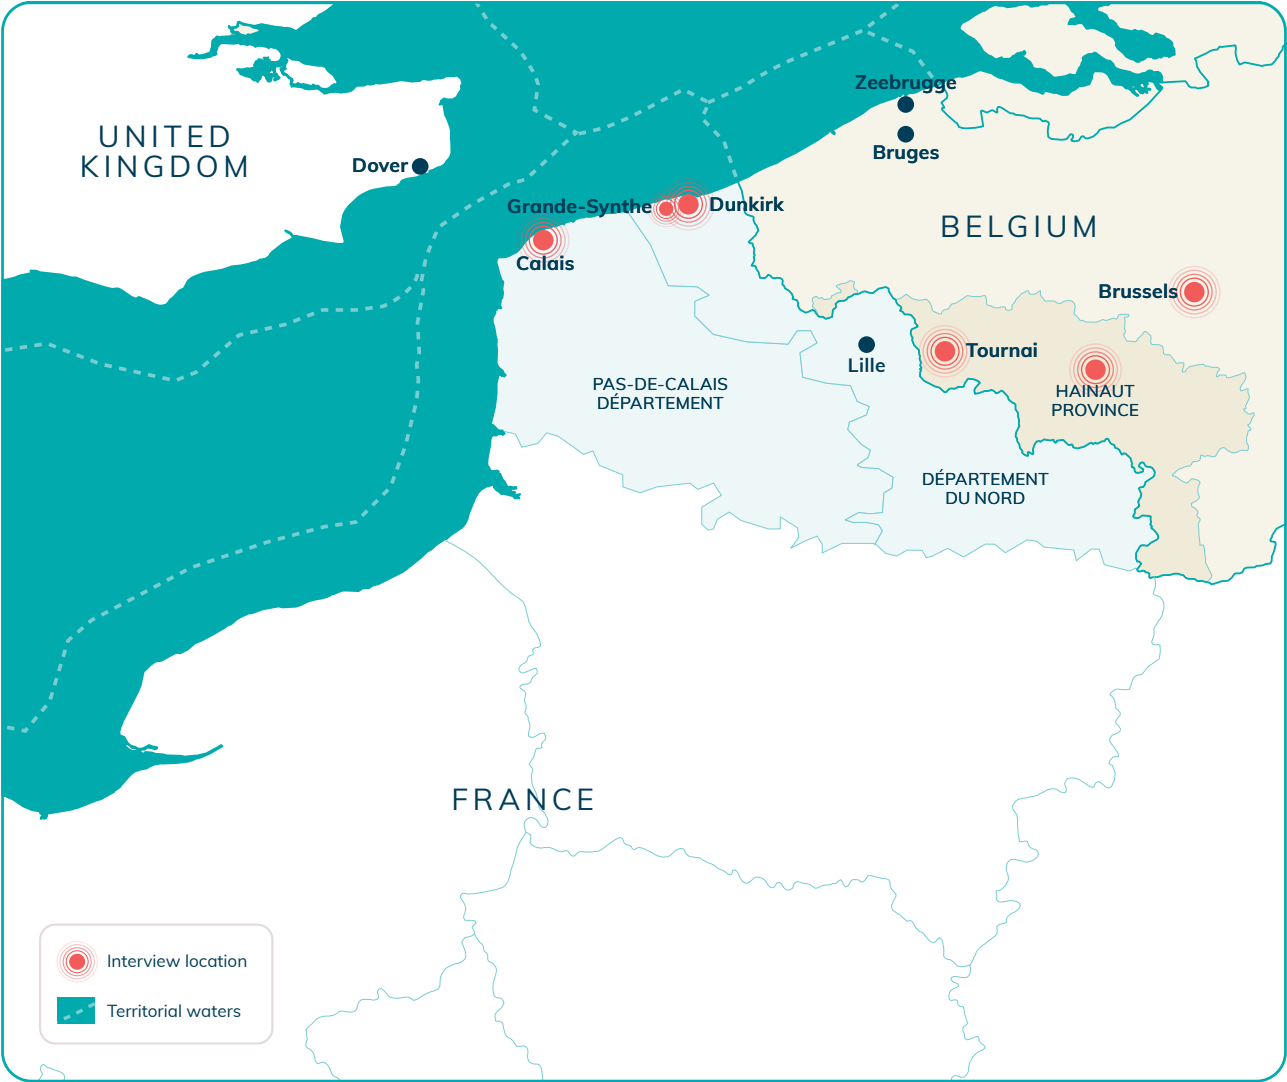 Zeebrugge
UNITED
KINGDOM
Dover
Bruges
Grande-Synthe
Dunkirk
BELGIUM
Calais
Brussels
Tournai
Lille
PAS-DE-CALAIS
DÉPARTEMENT
HAINAUT
PROVINCE
DÉPARTEMENT
DU NORD
FRANCE
Interview location
Territorial waters